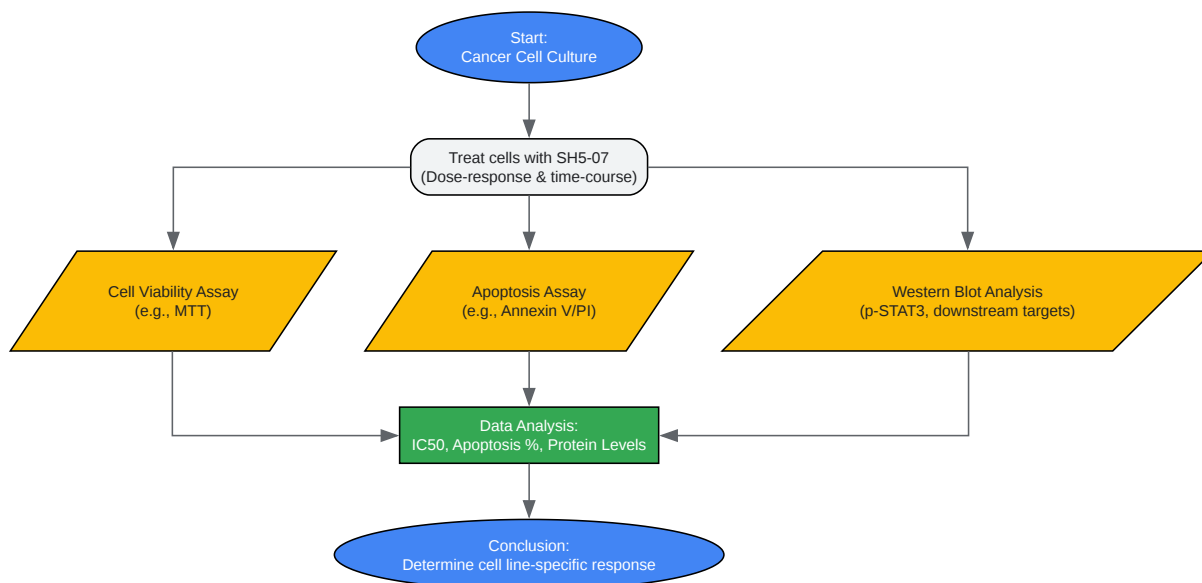 Start:
Cancer Cell Culture
Treat cells with SH5-07
(Dose-response & time-course)
Cell Viability Assay
(e.g., MTT)
Apoptosis Assay
(e.g., Annexin V/PI)
Western Blot Analysis
(p-STAT3, downstream targets)
Data Analysis:
IC50, Apoptosis %, Protein Levels
Conclusion:
Determine cell line-specific response